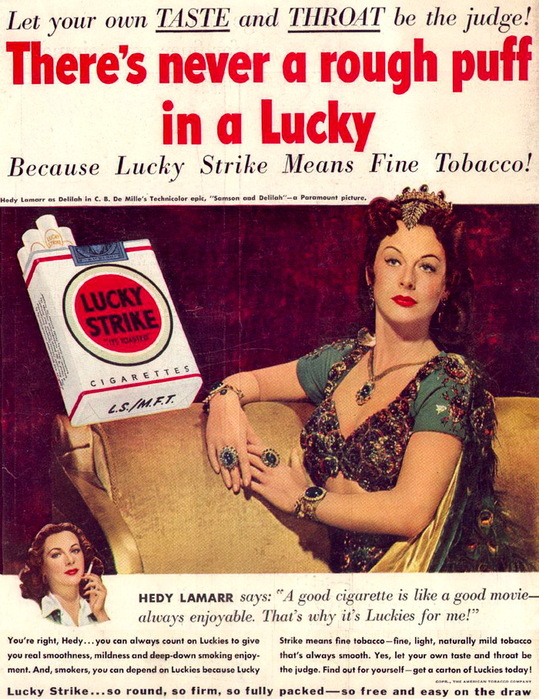 Let your own TASTE and THROAT be the judge!
There's never a rough puff
in a Lucky
Because Lucky Strike Means Fine Tobacco!
Hedy Lamarr as Delilah in C. B. De Mille's Technicolor epic, "Samson and Delilah"—a Paramount picture.
LUCKY
STRIKE
"IT'S TOASTED"
CIGARETTES
L.S./M.F.T.
HEDY LAMARR says: "A good cigarette is like a good movie—
always enjoyable. That's why it's Luckies for me!"
You're right, Hedy...you can always count on Luckies to give
you real smoothness, mildness and deep-down smoking enjoy-
ment. And, smokers, you can depend on Luckies because Lucky
Strike means fine tobacco—fine, light, naturally mild tobacco
that's always smooth. Yes, let your own taste and throat be
the judge. Find out for yourself—get a carton of Luckies today!
COPR., THE AMERICAN TOBACCO COMPANY
Lucky Strike...so round, so firm, so fully packed—so free and easy on the draw